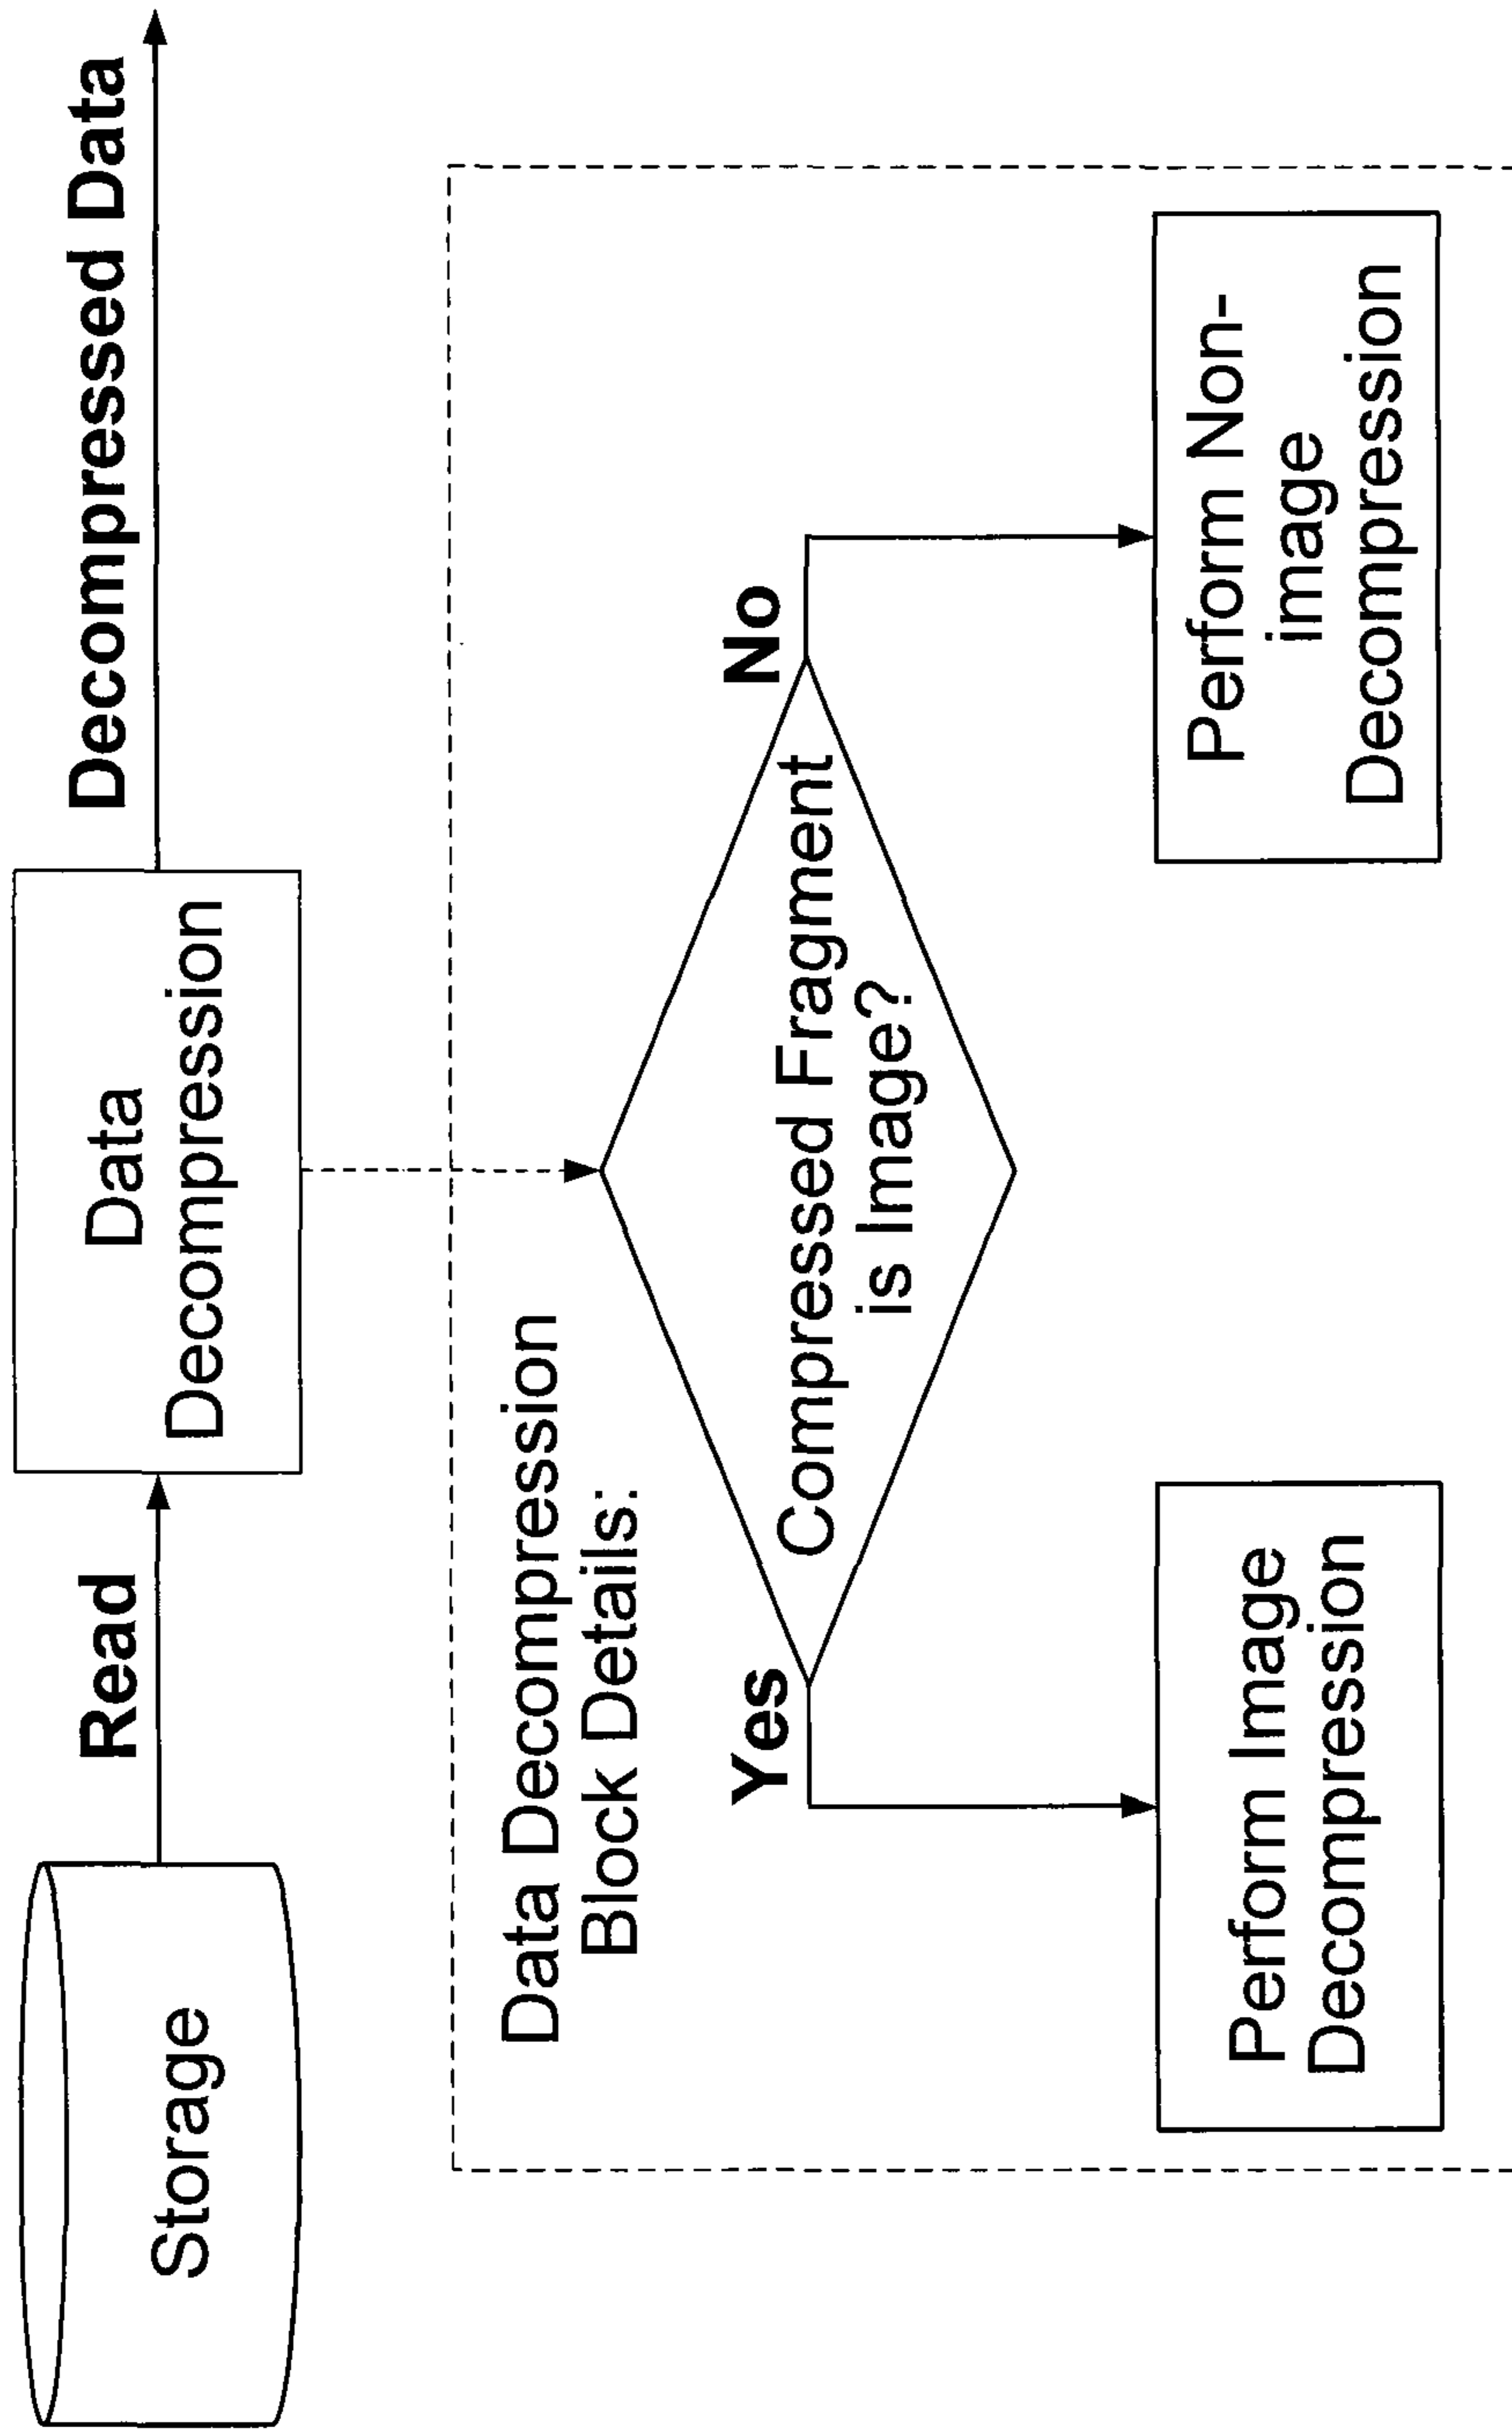 Storage
Read
Data
Decompression
Decompressed Data
Data Decompression
Block Details:
Compressed Fragment
is Image?
Yes
No
Perform Image
Decompression
Perform Non-
image
Decompression